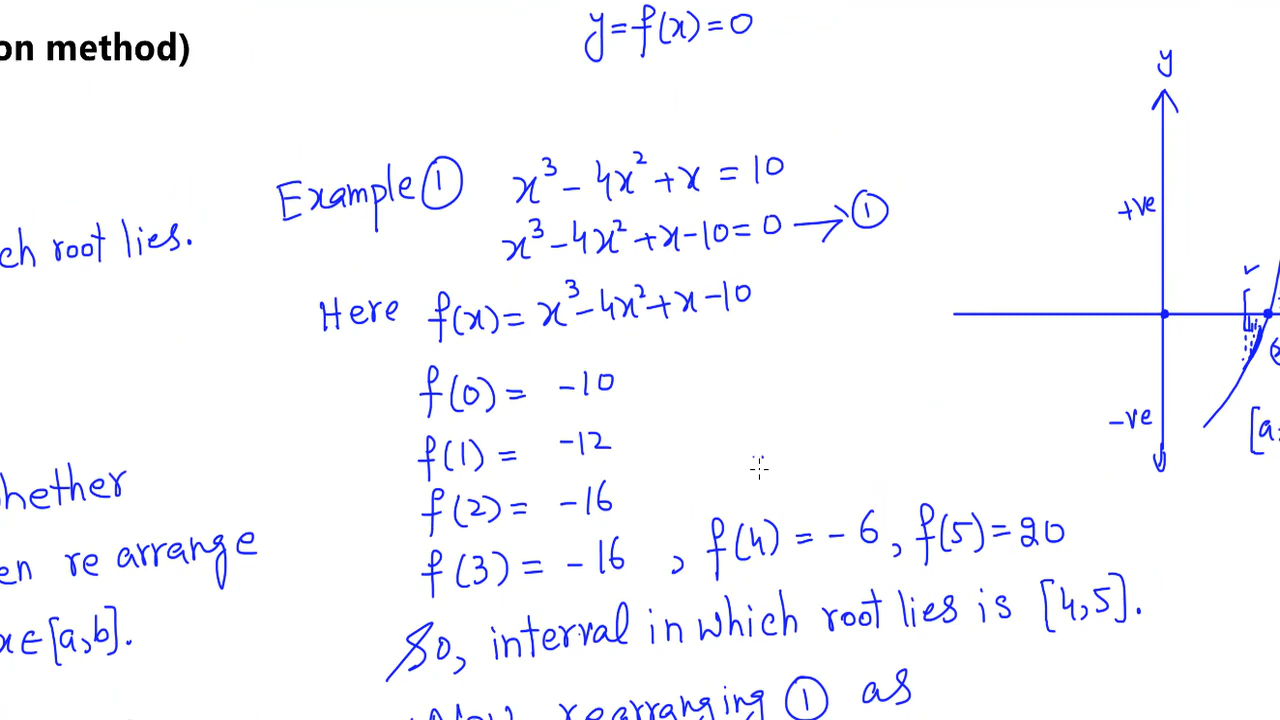 on method)
y=f(x)=0
Example ① x³-4x²+x=10
x³-4x²+x-10=0 → ①
ch root lies.
Here f(x)=x³-4x²+x-10
f(0)= -10
f(1)= -12
f(2)= -16
f(3)= -16 , f(4)=-6, f(5)=20
So, interval in which root lies is [4,5].
Now rearranging ① as
hether
en re arrange
x∈[a,b].
y
+ve
-ve
[a,